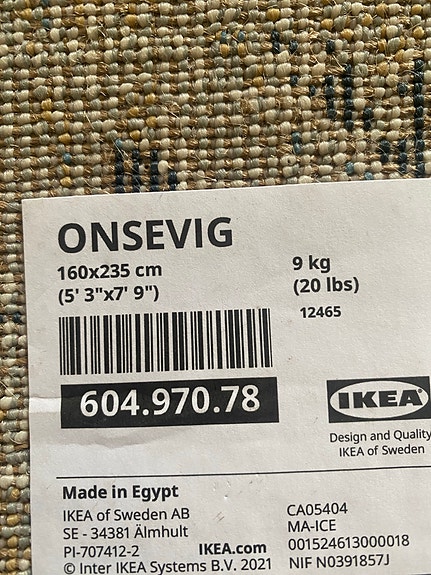 ONSEVIG
160x235 cm
(5' 3"x7' 9")
9 kg
(20 lbs)
12465
604.970.78
IKEA
Design and Quality
IKEA of Sweden
Made in Egypt
IKEA of Sweden AB
SE - 34381 Älmhult
PI-707412-2
IKEA.com
© Inter IKEA Systems B.V. 2021
CA05404
MA-ICE
001524613000018
NIF N0391857J